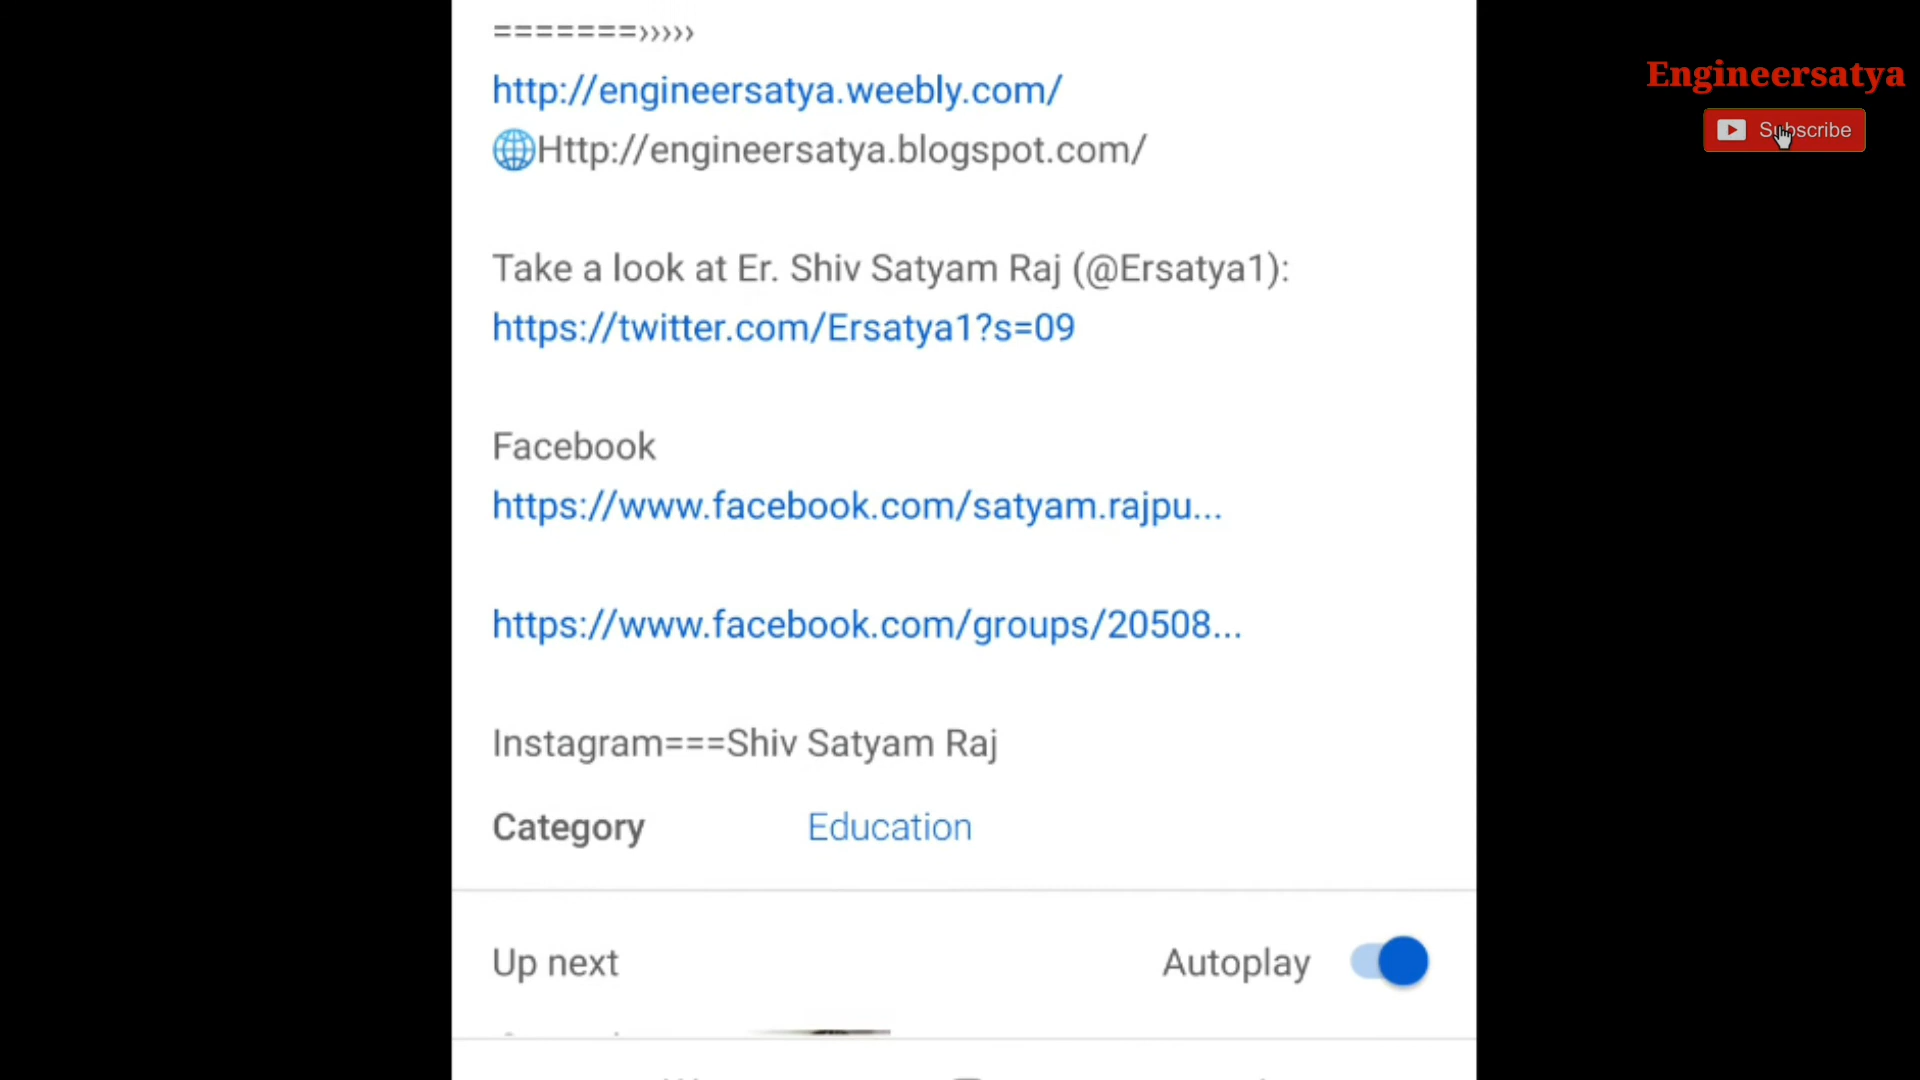 =======›››››
http://engineersatya.weebly.com/
🌐Http://engineersatya.blogspot.com/
Take a look at Er. Shiv Satyam Raj (@Ersatya1):
https://twitter.com/Ersatya1?s=09
Facebook
https://www.facebook.com/satyam.rajpu...
https://www.facebook.com/groups/20508...
Instagram===Shiv Satyam Raj
Category Education
Up next Autoplay
Engineersatya
Subscribe